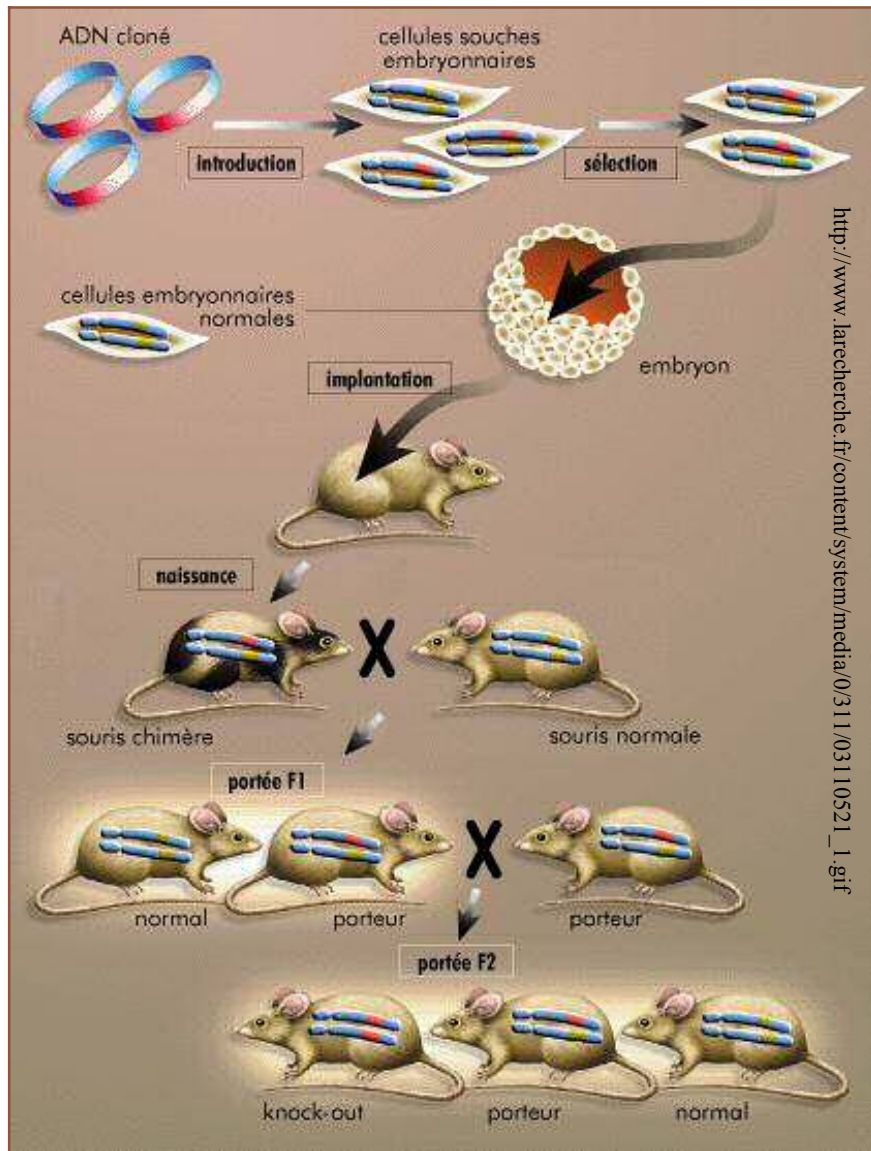 ADN cloné
cellules souches
embryonnaires
introduction
sélection
cellules embryonnaires
normales
embryon
implantation
naissance
X
souris chimère
souris normale
portée F1
X
normal
porteur
porteur
portée F2
knock-out
porteur
normal
http://www.larecherche.fr/content/system/media/0/311/03110521_1.gif